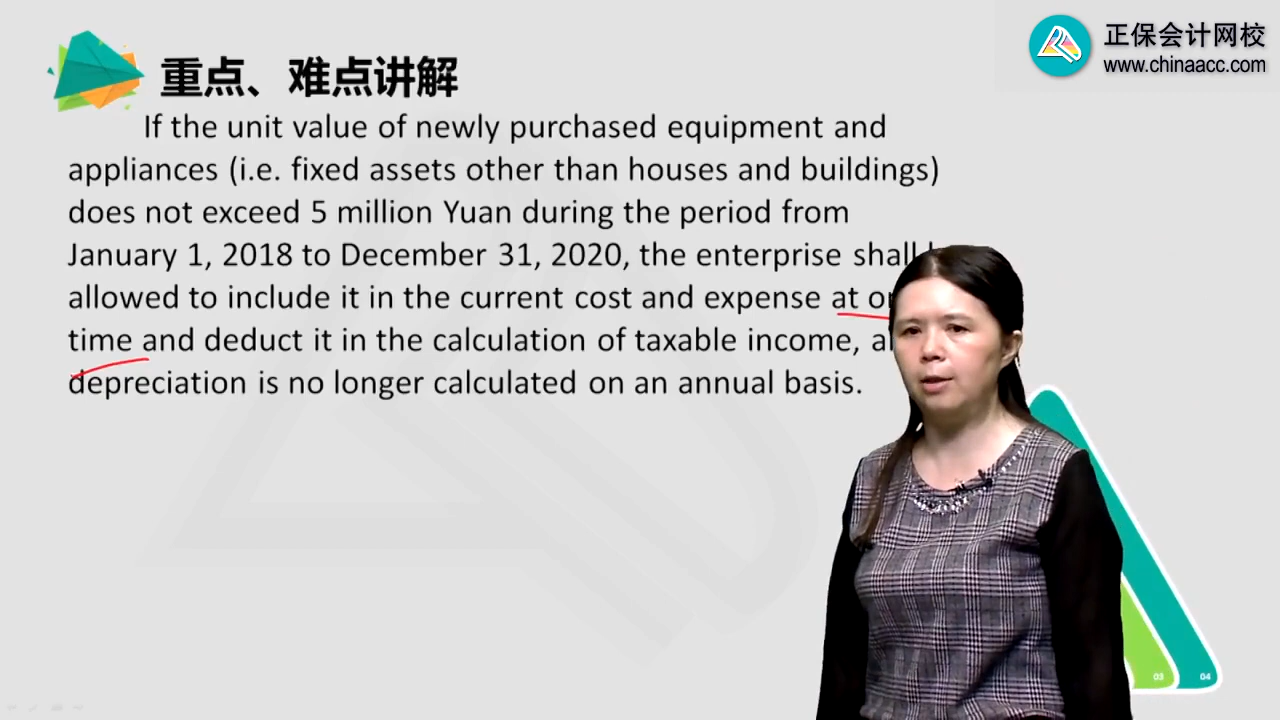 正保会计网校
www.chinaacc.com
重点、难点讲解
If the unit value of newly purchased equipment and
appliances (i.e. fixed assets other than houses and buildings)
does not exceed 5 million Yuan during the period from
January 1, 2018 to December 31, 2020, the enterprise shall
allowed to include it in the current cost and expense at
time and deduct it in the calculation of taxable income,
depreciation is no longer calculated on an annual basis.
03 04